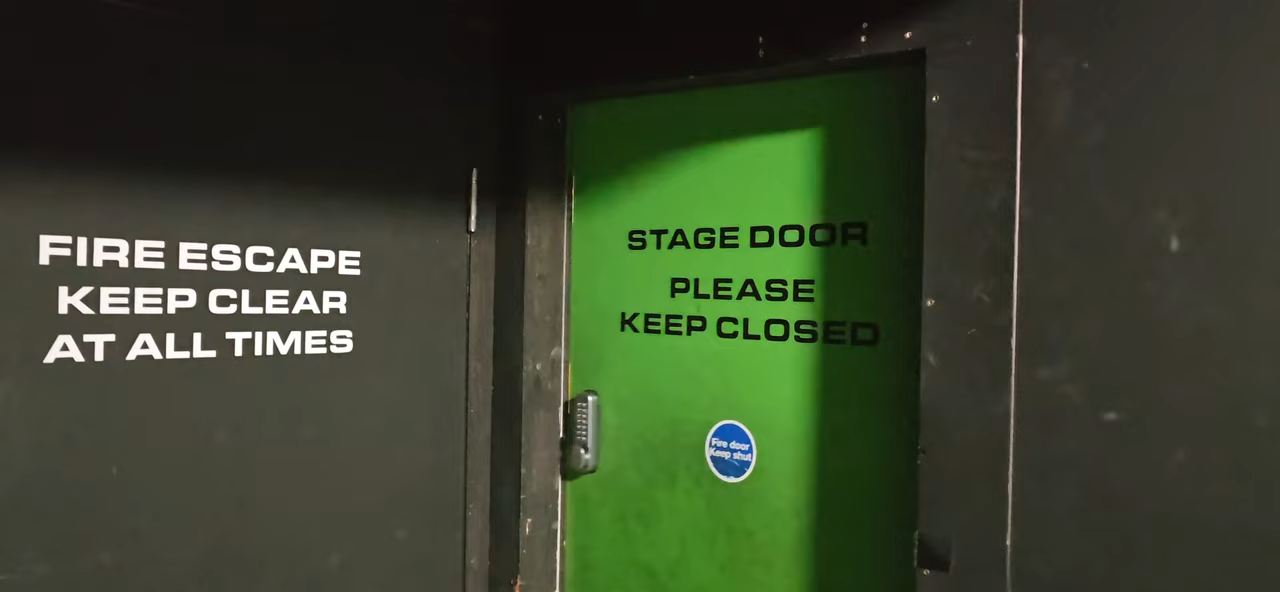 FIRE ESCAPE
KEEP CLEAR
AT ALL TIMES
STAGE DOOR
PLEASE
KEEP CLOSED
Fire door
Keep shut